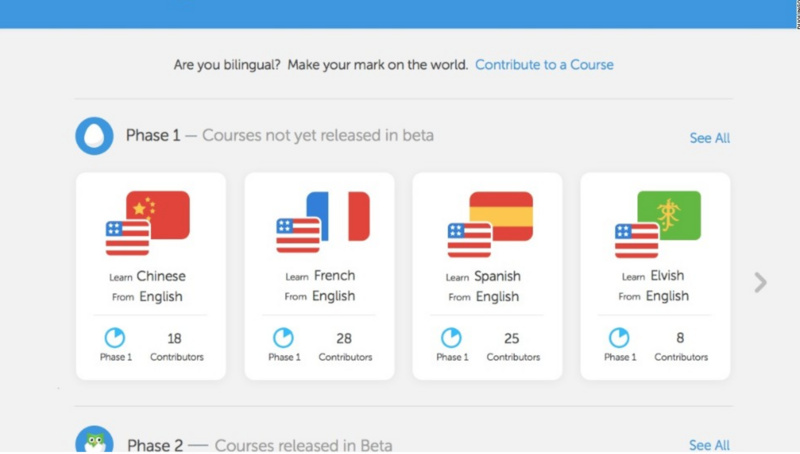 Are you bilingual? Make your mark on the world. Contribute to a Course
Phase 1 — Courses not yet released in beta
See All
Learn Chinese
From English
Phase 1
18
Contributors
Learn French
From English
Phase 1
28
Contributors
Learn Spanish
From English
Phase 1
25
Contributors
Learn Elvish
From English
Phase 1
8
Contributors
Phase 2 — Courses released in Beta
See All